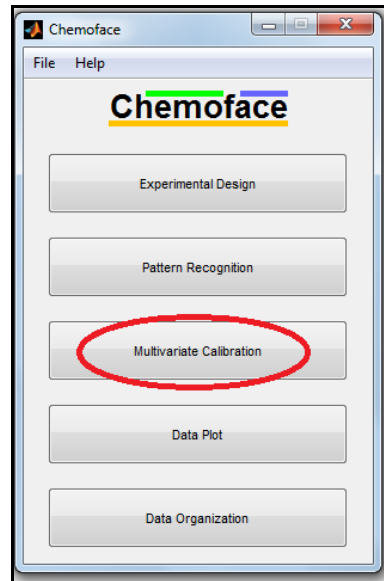 Chemoface
File Help
Chemoface
Experimental Design
Pattern Recognition
Multivariate Calibration
Data Plot
Data Organization